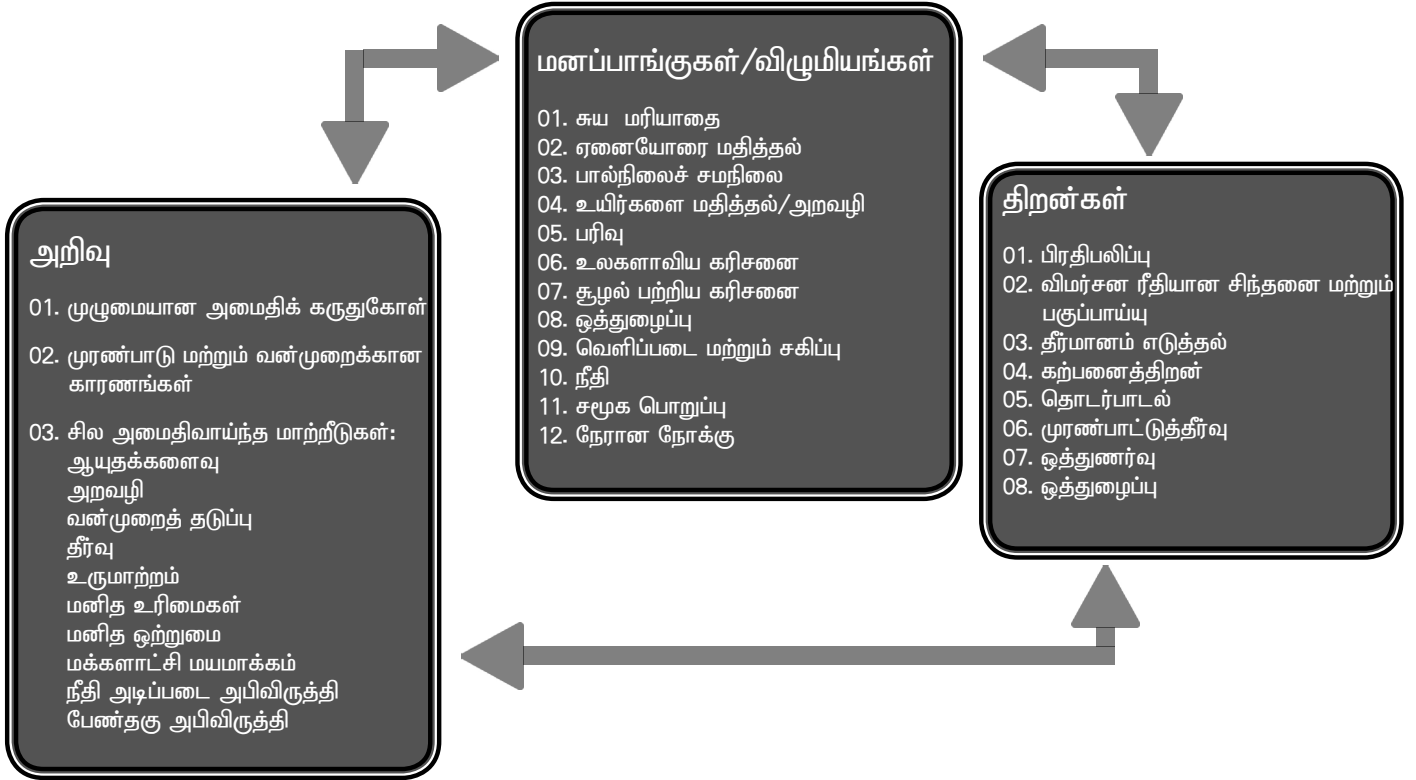 மனப்பாங்குகள்/விழுமியங்கள்
01. சுய மரியாதை
02. ஏனையோரை மதித்தல்
03. பால்நிலைச் சமநிலை
04. உயிர்களை மதித்தல்/அறவழி
05. பரிவு
06. உலகளாவிய கரிசனை
07. சூழல் பற்றிய கரிசனை
08. ஒத்துழைப்பு
09. வெளிப்படை மற்றும் சகிப்பு
10. நீதி
11. சமூக பொறுப்பு
12. நேரான நோக்கு
அறிவு
01. முழுமையான அமைதிக் கருதுகோள்
02. முரண்பாடு மற்றும் வன்முறைக்கான
காரணங்கள்
03. சில அமைதிவாய்ந்த மாற்றீடுகள்:
ஆயுதக்களைவு
அறவழி
வன்முறைத் தடுப்பு
தீர்வு
உருமாற்றம்
மனித உரிமைகள்
மனித ஒற்றுமை
மக்களாட்சி மயமாக்கம்
நீதி அடிப்படை அபிவிருத்தி
பேண்தகு அபிவிருத்தி
திறன்கள்
01. பிரதிபலிப்பு
02. விமர்சன ரீதியான சிந்தனை மற்றும்
பகுப்பாய்யு
03. தீர்மானம் எடுத்தல்
04. கற்பனைத்திறன்
05. தொடர்பாடல்
06. முரண்பாட்டுத்தீர்வு
07. ஒத்துணர்வு
08. ஒத்துழைப்பு